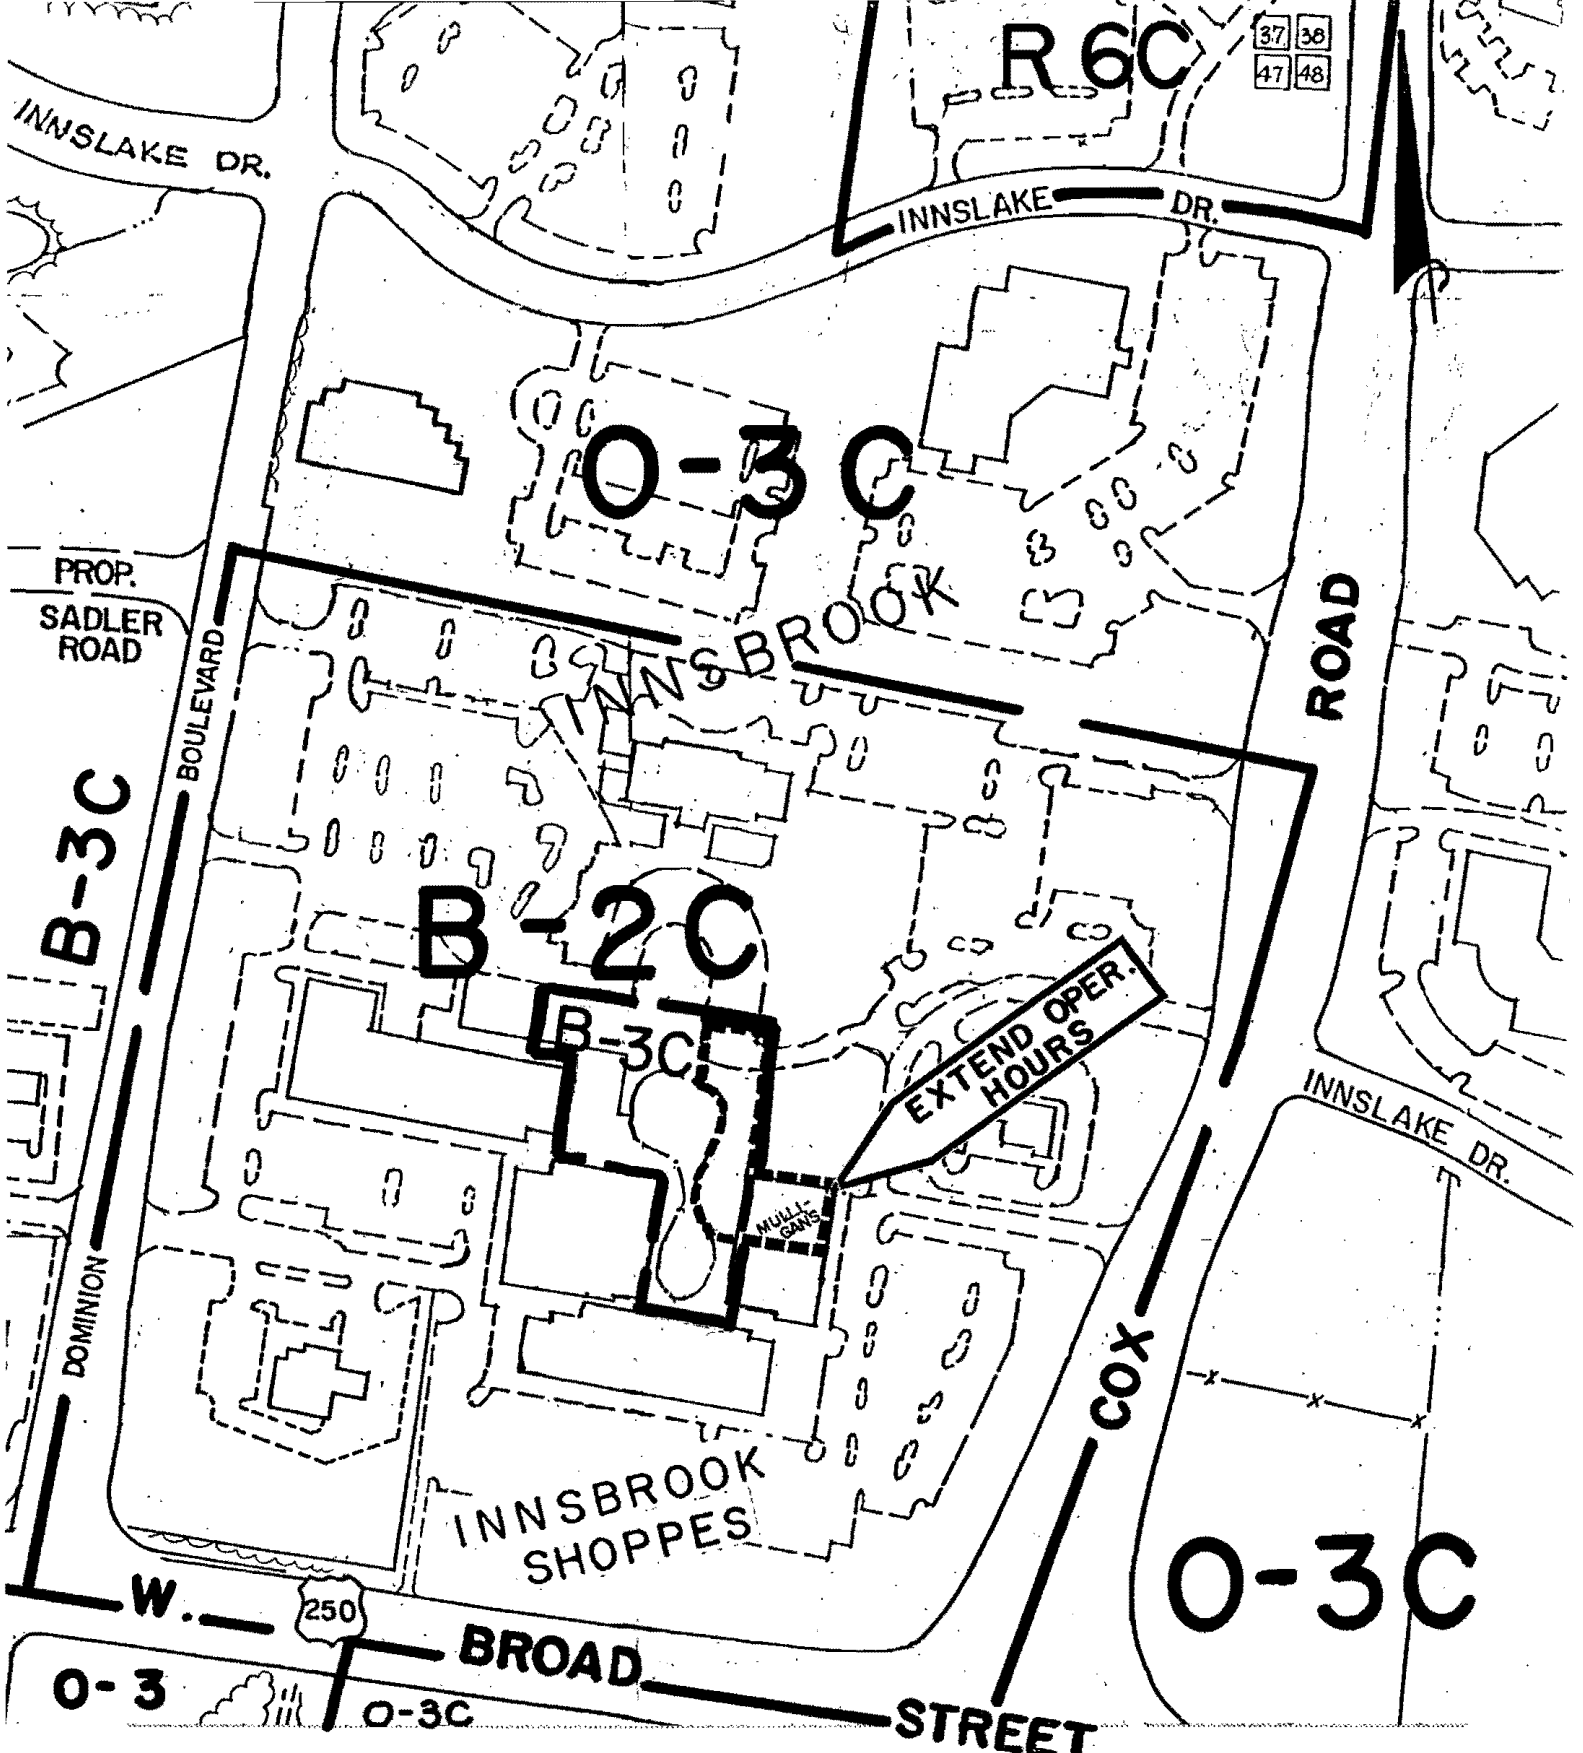 R 6C
37 38
47 48
INNSLAKE DR.
INNSLAKE DR.
O-3C
PROP.
SADLER
ROAD
INNSBROOK
ROAD
BOULEVARD
B-3C
B-2C
B-3C
EXTEND OPER.
HOURS
INNSLAKE DR.
MULLI-
GANS
DOMINION
COX
INNSBROOK
SHOPPES
O-3C
W.
250
BROAD
STREET
O-3
O-3C